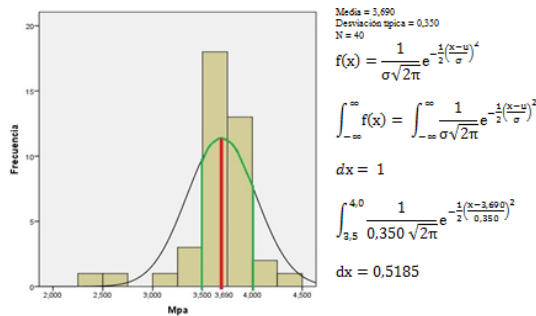 Media = 3,690
Desviación típica = 0,350
N = 40
f(x) = 1/(σ√2π) e^(-1/2((x-u)/σ)^2)
∫_{-∞}^{∞} f(x) = ∫_{-∞}^{∞} 1/(σ√2π) e^(-1/2((x-u)/σ)^2)
dx = 1
∫_{3,5}^{4,0} 1/(0,350 √2π) e^(-1/2((x-3,690)/0,350)^2)
dx = 0,5185
Frecuencia
20
15
10
5
0
2,000 2,500 3,000 3,500 3,690 4,000 4,500
Mpa